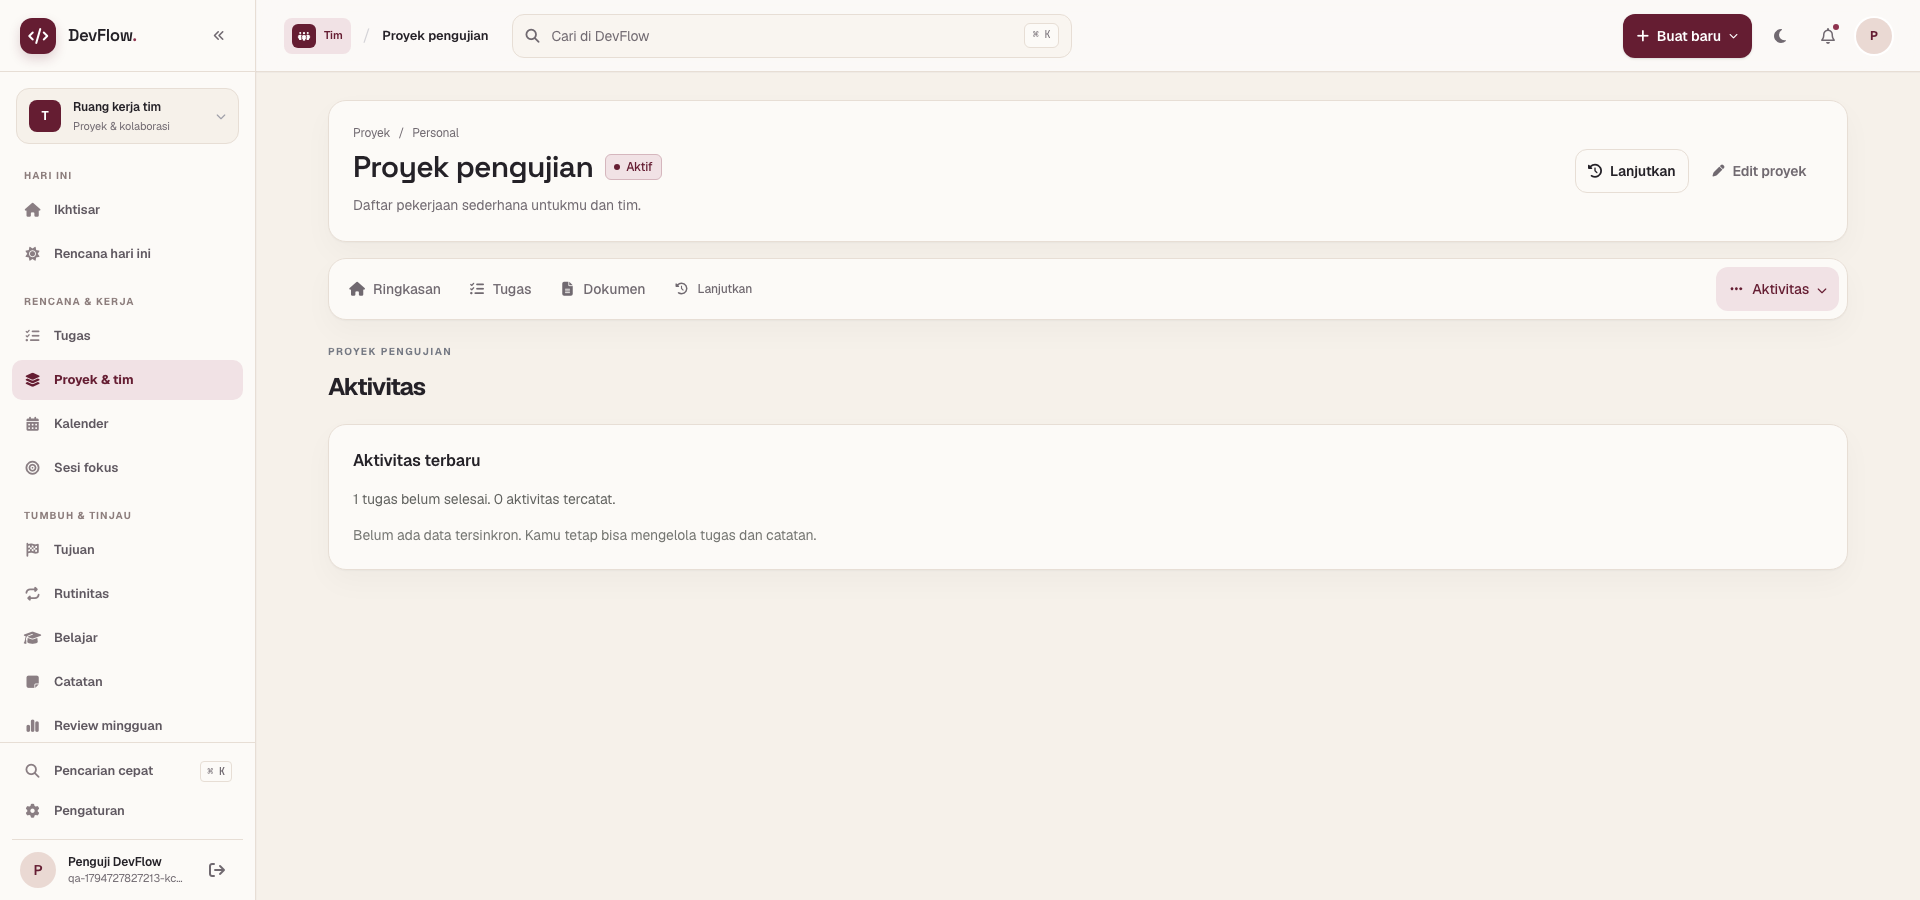 DevFlow.
Ruang kerja tim
T
Proyek & kolaborasi
HARI INI
Ikhtisar
Rencana hari ini
RENCANA & KERJA
Tugas
Proyek & tim
Kalender
Sesi fokus
TUMBUH & TINJAU
Tujuan
Rutinitas
Belajar
Catatan
Review mingguan
Pencarian cepat ⌘ K
Pengaturan
P
Penguji DevFlow
qa-1794727827213-kc...
Tim / Proyek pengujian
Cari di DevFlow ⌘ K
Buat baru
P
Proyek / Personal
Proyek pengujian Aktif
Daftar pekerjaan sederhana untukmu dan tim.
Lanjutkan Edit proyek
Ringkasan Tugas Dokumen Lanjutkan Aktivitas
PROYEK PENGUJIAN
Aktivitas
Aktivitas terbaru
1 tugas belum selesai. 0 aktivitas tercatat.
Belum ada data tersinkron. Kamu tetap bisa mengelola tugas dan catatan.